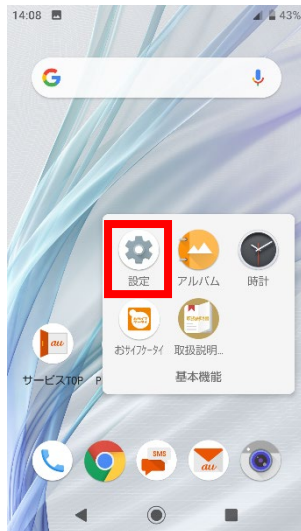 14:08
43%
G
設定
アルバム
時計
おサイフケータイ
取扱説明…
基本機能
au
サービスTOP
P
SMS
au